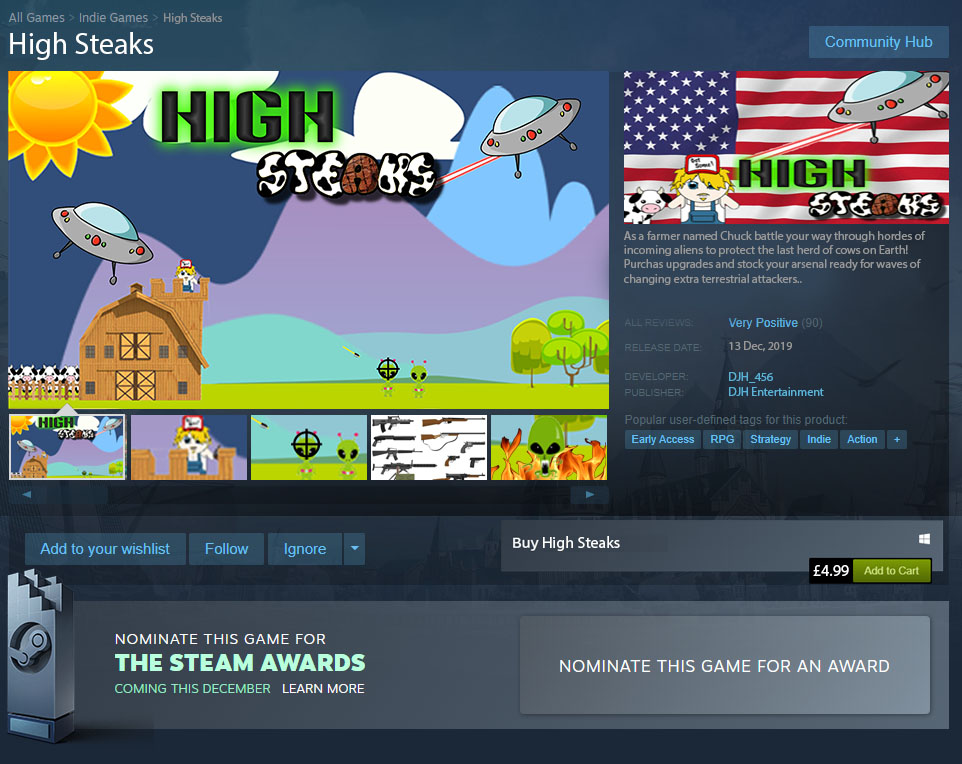 All Games > Indie Games > High Steaks
High Steaks
Community Hub
HIGH
STEAKS
Get Some!
HIGH
STEAKS
As a farmer named Chuck battle your way through hordes of
incoming aliens to protect the last herd of cows on Earth!
Purchas upgrades and stock your arsenal ready for waves of
changing extra terrestrial attackers..
ALL REVIEWS: Very Positive (90)
RELEASE DATE: 13 Dec, 2019
DEVELOPER: DJH_456
PUBLISHER: DJH Entertainment
Popular user-defined tags for this product:
Early Access RPG Strategy Indie Action +
HIGH
STEAKS
Add to your wishlist Follow Ignore
Buy High Steaks
£4.99 Add to Cart
NOMINATE THIS GAME FOR
THE STEAM AWARDS
COMING THIS DECEMBER LEARN MORE
NOMINATE THIS GAME FOR AN AWARD